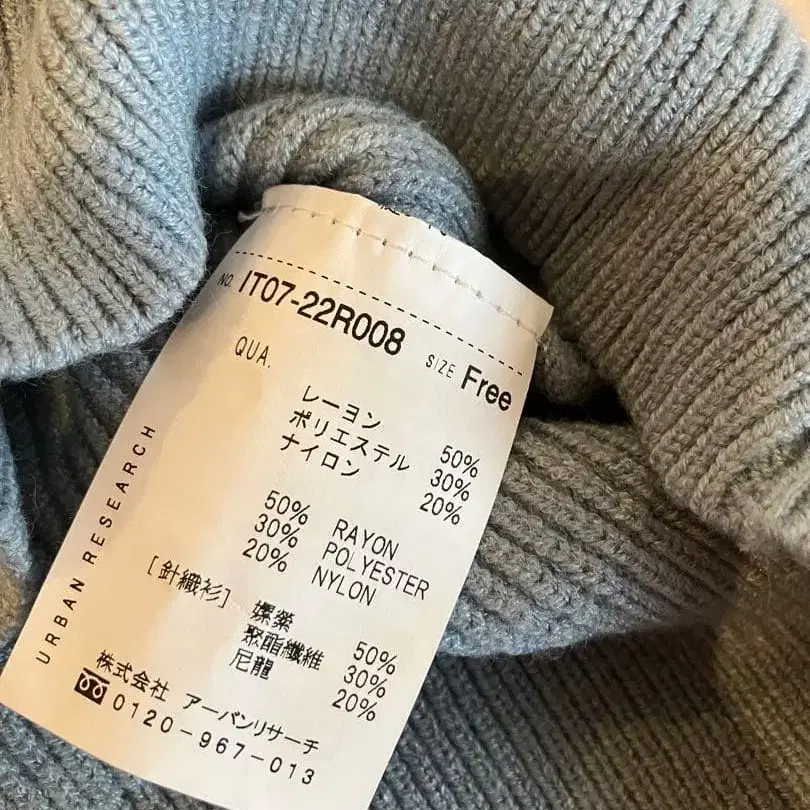 NO. IT07-22R008 SIZE Free
QUA.
レーヨン 50%
ポリエステル 30%
ナイロン 20%
50% RAYON
30% POLYESTER
20% NYLON
[針織衫] 嫘縈 50%
聚酯纖維 30%
尼龍 20%
URBAN RESEARCH
株式会社 アーバンリサーチ
0120-967-013